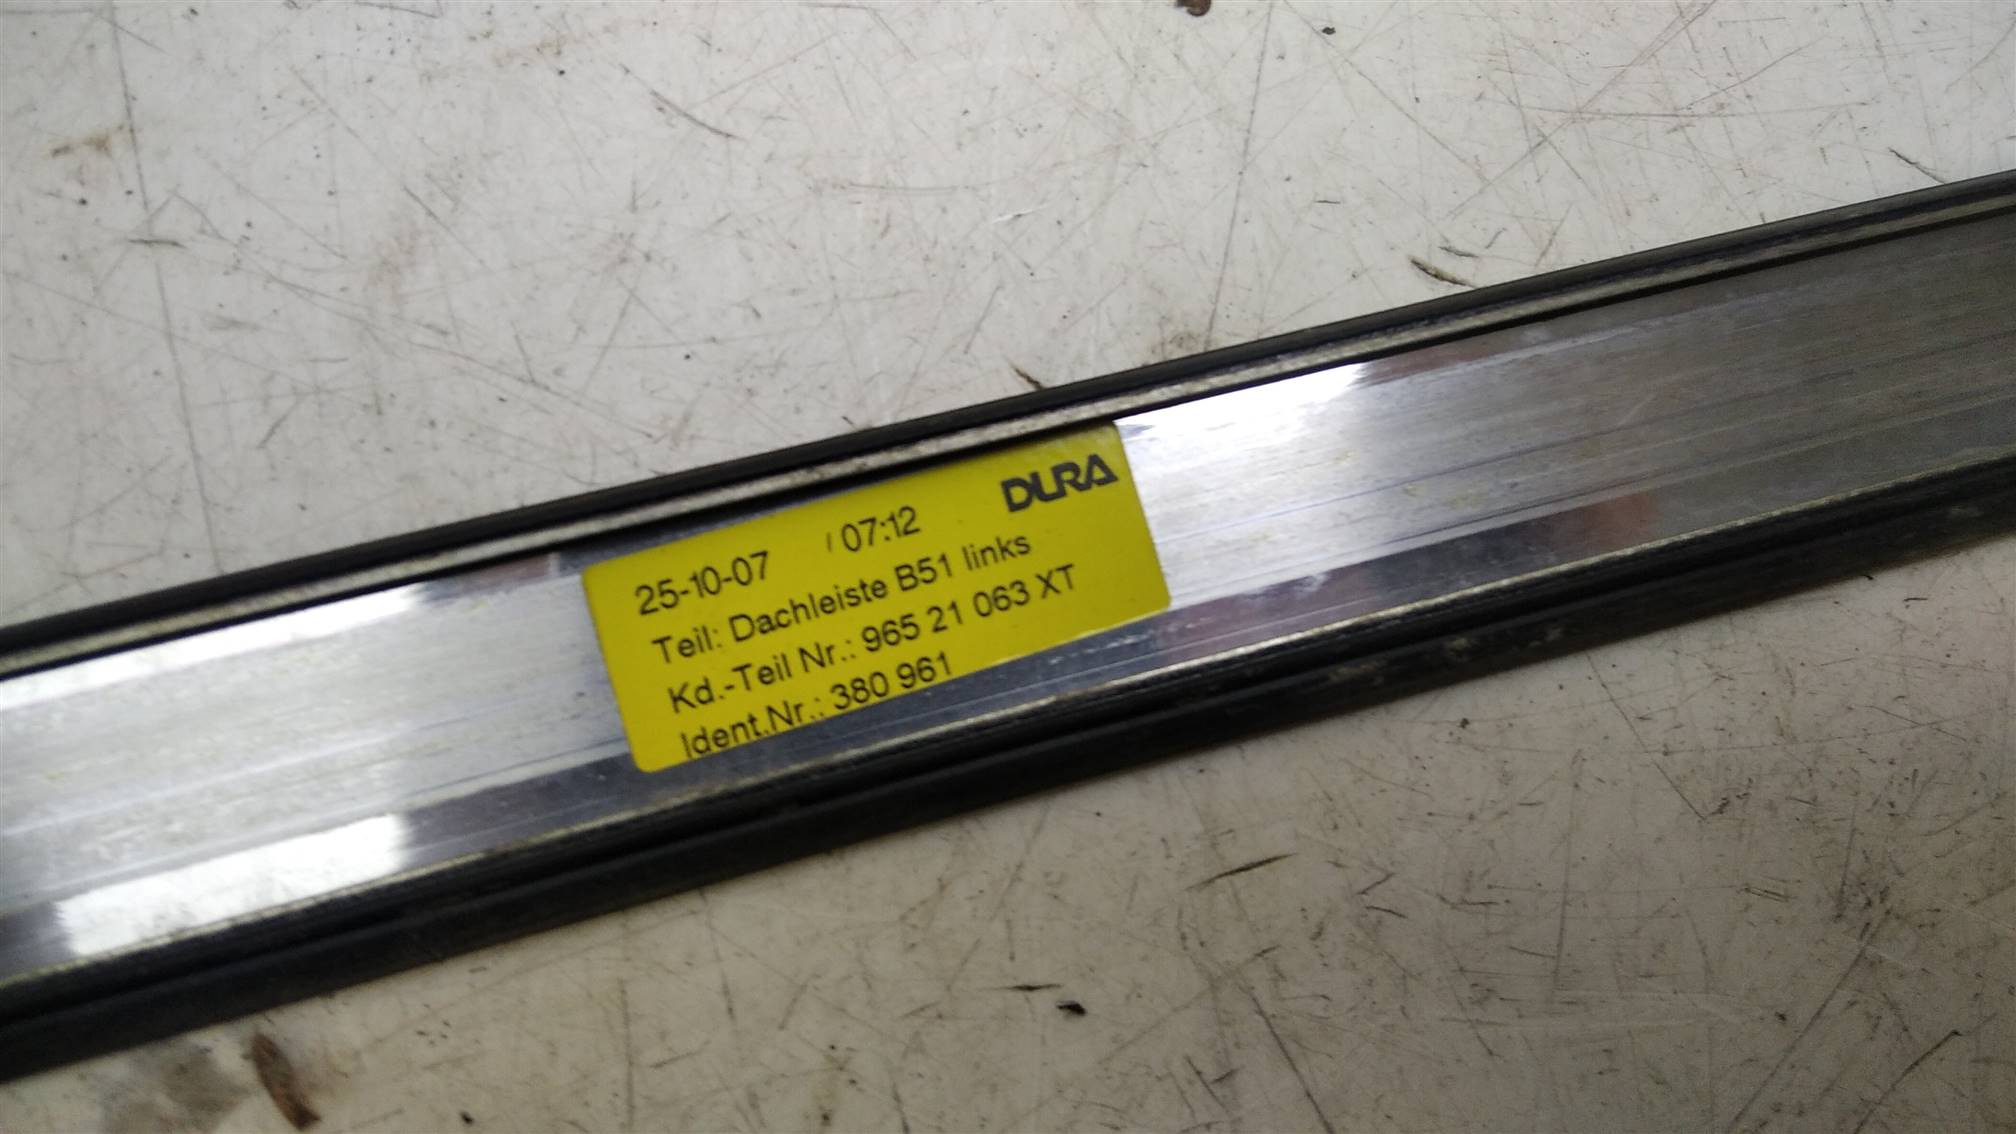 DURA
25-10-07 / 07:12
Teil: Dachleiste B51 links
Kd.-Teil Nr.: 965 21 063 XT
Ident.Nr.: 380 961